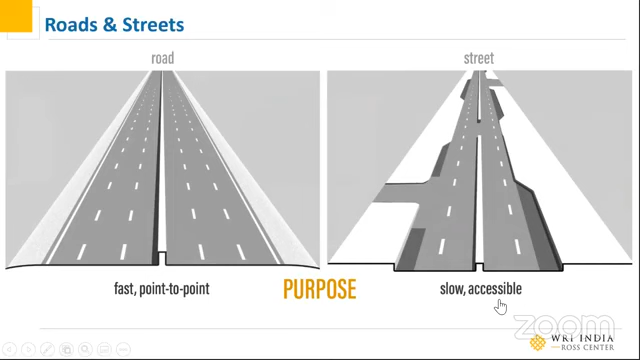 Roads & Streets
road
street
fast, point-to-point
PURPOSE
slow, accessible
zoom
WRI INDIA
ROSS CENTER